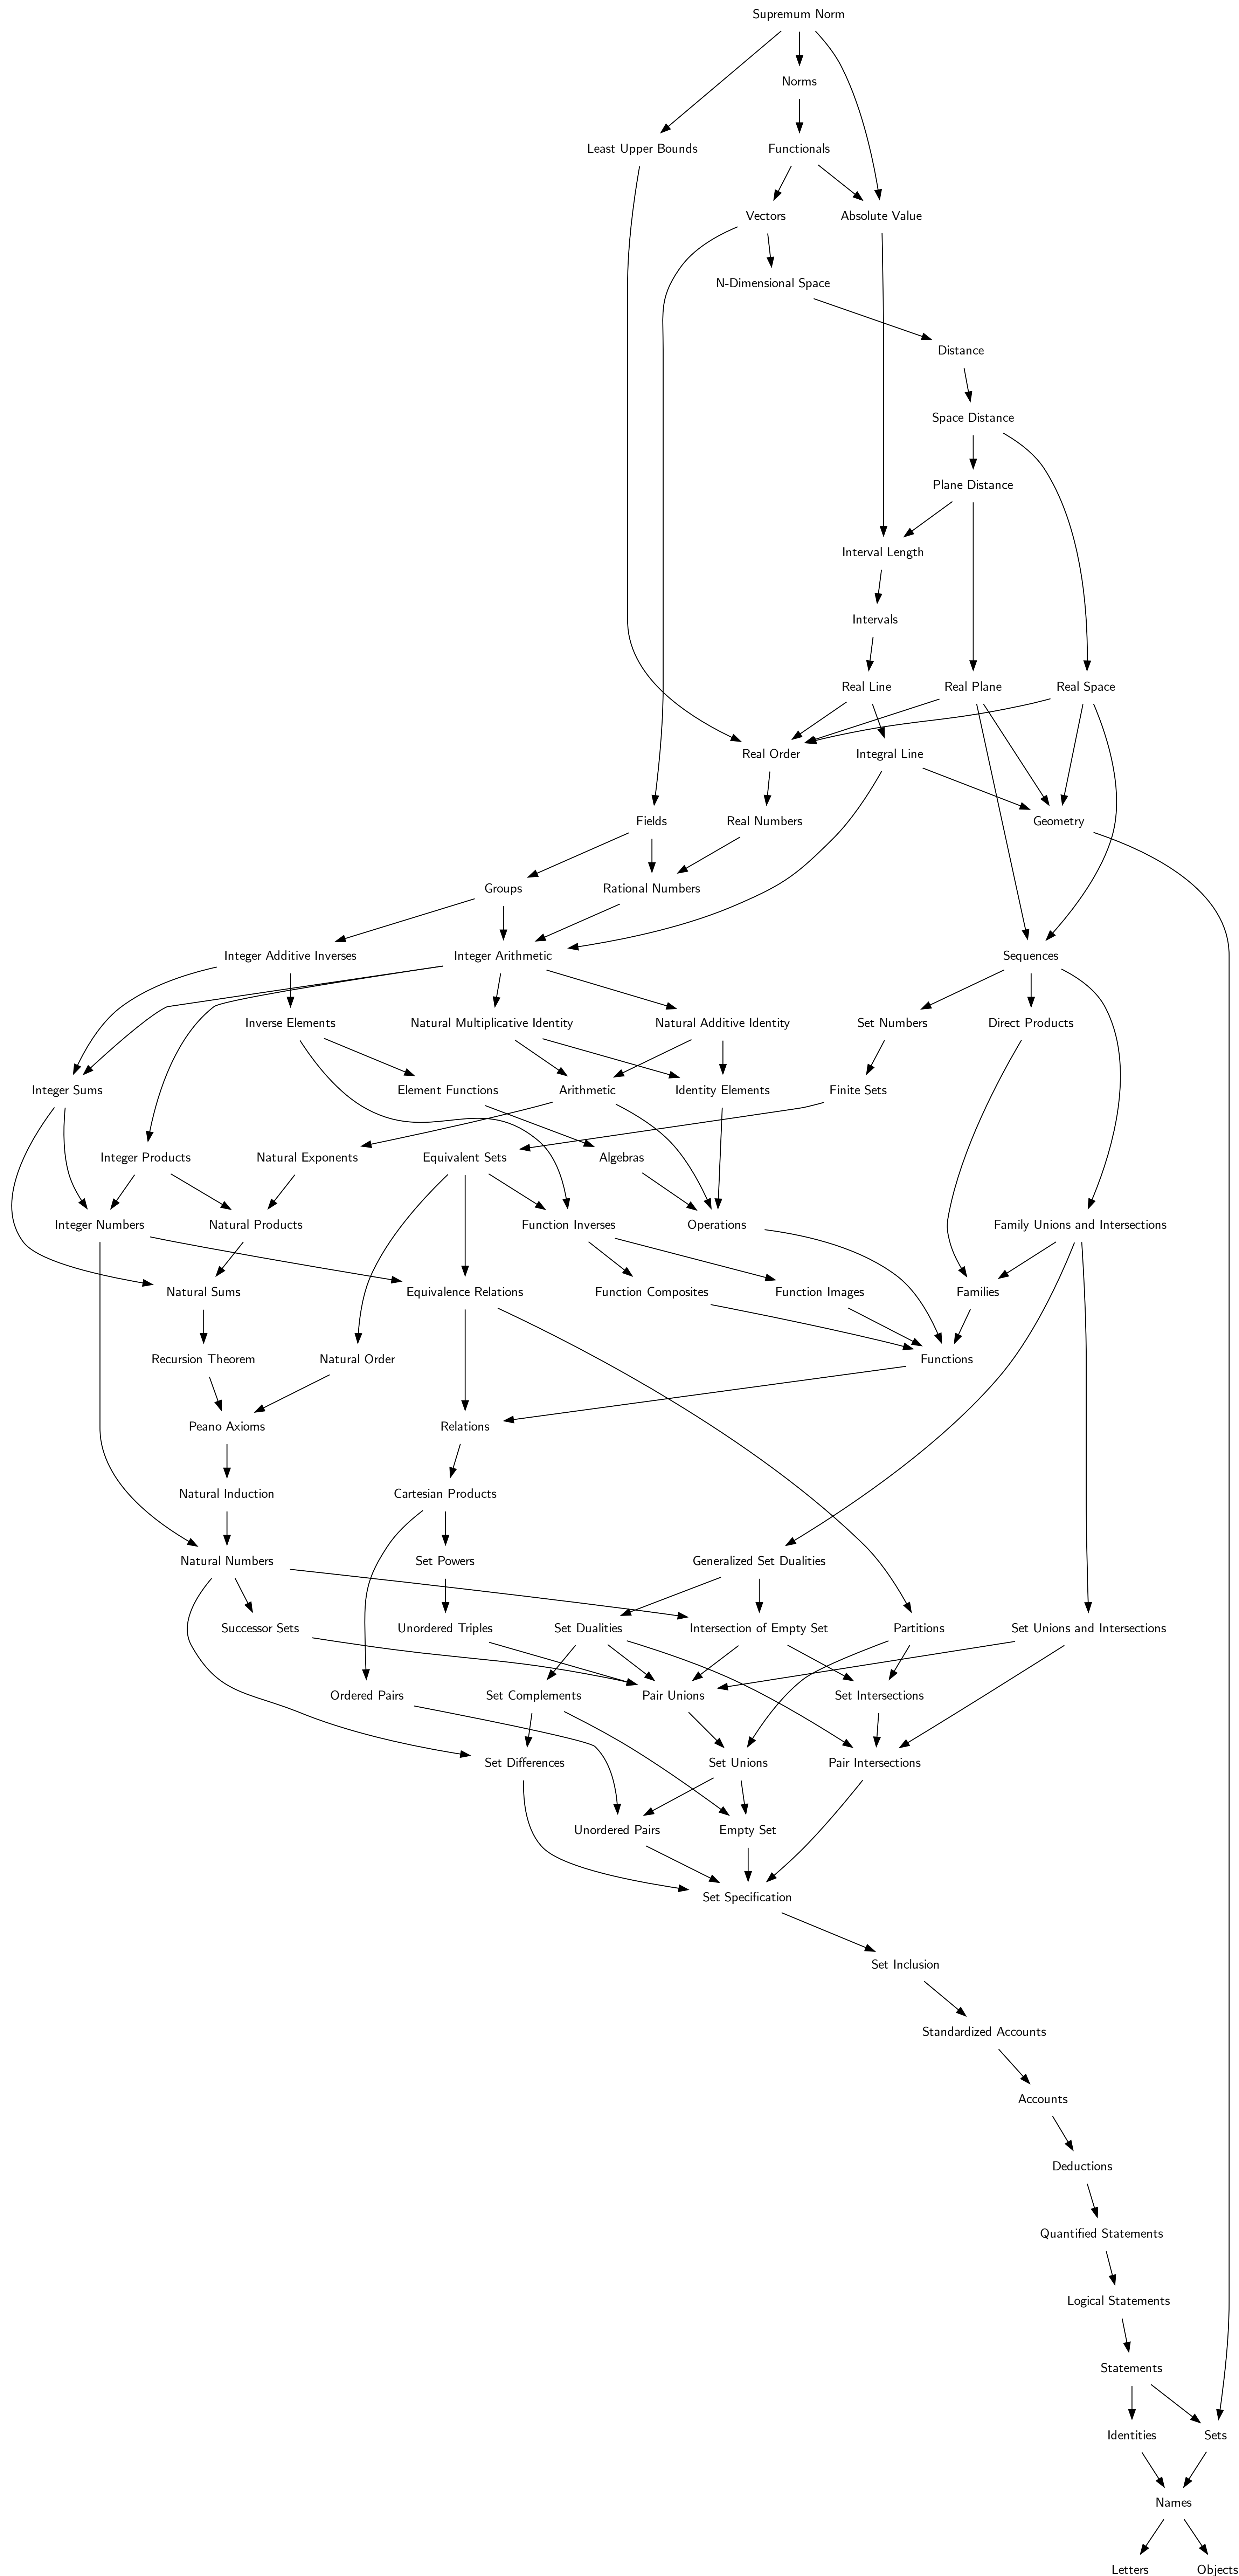 Supremum Norm
Norms
Least Upper Bounds
Functionals
Vectors
Absolute Value
N-Dimensional Space
Distance
Space Distance
Plane Distance
Interval Length
Intervals
Real Line
Real Plane
Real Space
Real Order
Integral Line
Fields
Real Numbers
Geometry
Groups
Rational Numbers
Integer Additive Inverses
Integer Arithmetic
Sequences
Inverse Elements
Natural Multiplicative Identity
Natural Additive Identity
Set Numbers
Direct Products
Integer Sums
Element Functions
Arithmetic
Identity Elements
Finite Sets
Integer Products
Natural Exponents
Equivalent Sets
Algebras
Integer Numbers
Natural Products
Function Inverses
Operations
Family Unions and Intersections
Natural Sums
Equivalence Relations
Function Composites
Function Images
Families
Recursion Theorem
Natural Order
Functions
Peano Axioms
Relations
Natural Induction
Cartesian Products
Natural Numbers
Set Powers
Generalized Set Dualities
Successor Sets
Unordered Triples
Set Dualities
Intersection of Empty Set
Partitions
Set Unions and Intersections
Ordered Pairs
Set Complements
Pair Unions
Set Intersections
Set Differences
Set Unions
Pair Intersections
Unordered Pairs
Empty Set
Set Specification
Set Inclusion
Standardized Accounts
Accounts
Deductions
Quantified Statements
Logical Statements
Statements
Identities
Sets
Names
Letters
Objects